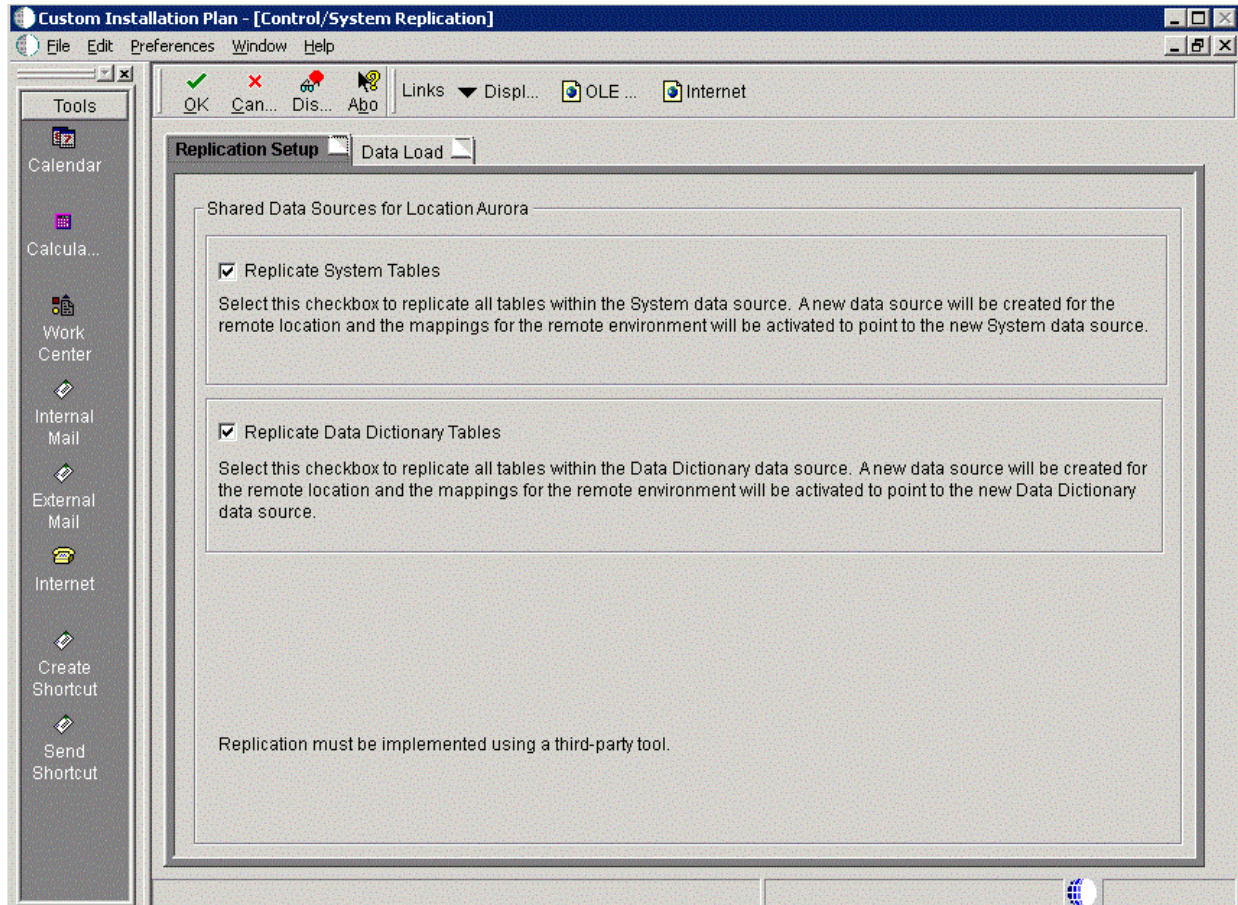 Custom Installation Plan - [Control/System Replication]
File Edit Preferences Window Help
Tools
Calendar
Calcula...
Work
Center
Internal
Mail
External
Mail
Internet
Create
Shortcut
Send
Shortcut
OK Can... Dis... Abo Links Displ... OLE ... Internet
Replication Setup Data Load
Shared Data Sources for Location Aurora
Replicate System Tables
Select this checkbox to replicate all tables within the System data source. A new data source will be created for the
remote location and the mappings for the remote environment will be activated to point to the new System data source.
Replicate Data Dictionary Tables
Select this checkbox to replicate all tables within the Data Dictionary data source. A new data source will be created for
the remote location and the mappings for the remote environment will be activated to point to the new Data Dictionary
data source.
Replication must be implemented using a third-party tool.